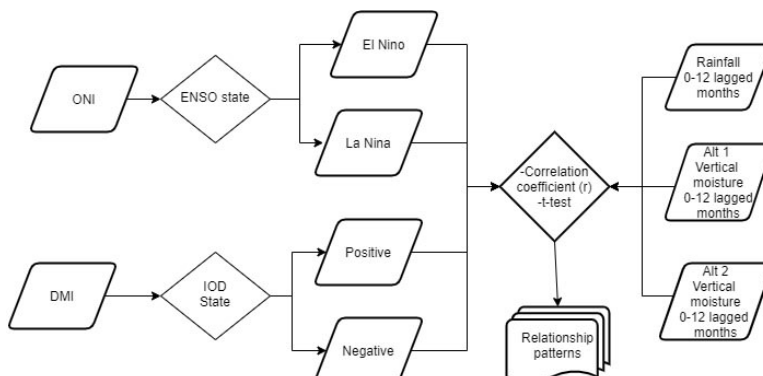 El Nino
ONI
ENSO state
La Nina
Positive
DMI
IOD
State
Negative
-Correlation
coefficient (r)
-t-test
Relationship
patterns
Rainfall
0-12 lagged
months
Alt 1
Vertical
moisture
0-12 lagged
months
Alt 2
Vertical
moisture
0-12 lagged
months